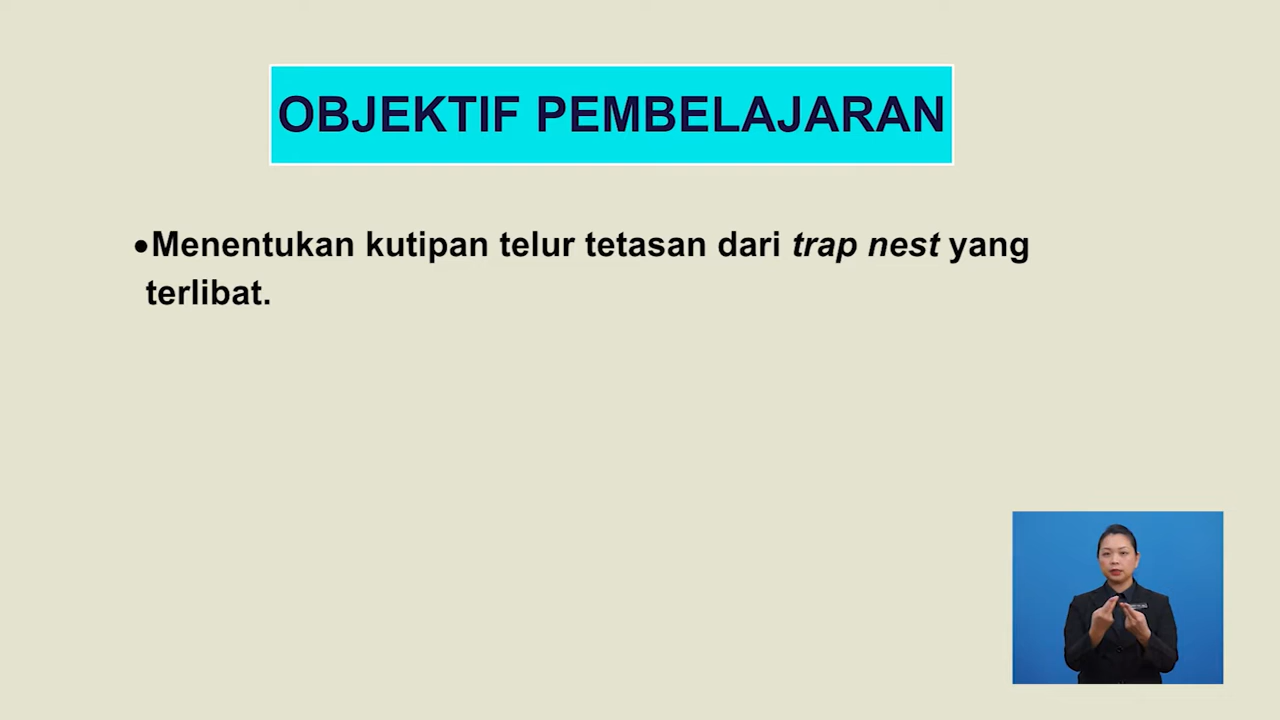 OBJEKTIF PEMBELAJARAN
•Menentukan kutipan telur tetasan dari trap nest yang
terlibat.